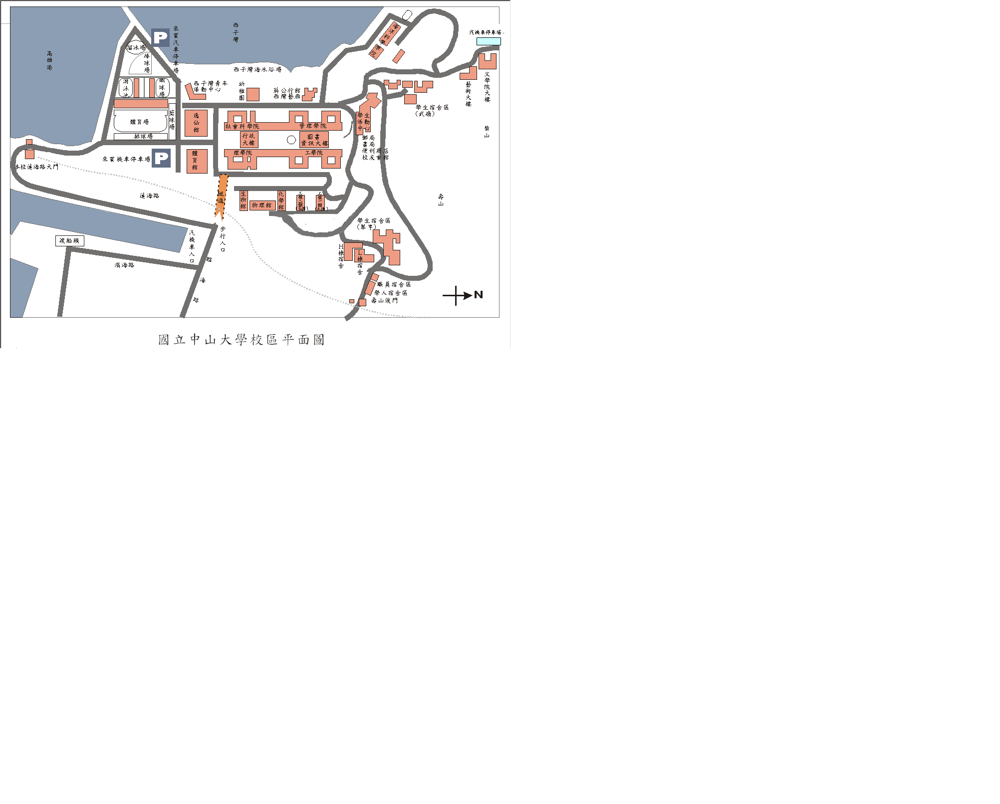 西子灣
高雄港
P
來賓汽車停車場
溜冰場
棒球場
游泳池
網球場
籃球場
體育場
排球場
西子灣海水浴場
西子灣青年
活動中心
幼稚園
蔣公行館
西灣藝廊
海洋科學學院
汽機車停車場
文學院大樓
藝術大樓
學生宿舍區
(武嶺)
柴山
壽山
逸仙館
社會科學院
管理學院
行政
大樓
圖書
資訊大樓
理學院
工學院
學生
活動
中心
郵局
書局
便利商店
校友會館
體育館
來賓機車停車場
P
本校蓮海路大門
蓮海路
隧道
生物館
物理館
化學館
步行入口
汽機車入口
渡船頭
濱海路
海
路
學生宿舍區
(翠亨)
H棟宿舍
L棟宿舍
職員宿舍區
學人宿舍區
壽山後門
N
國立中山大學校區平面圖